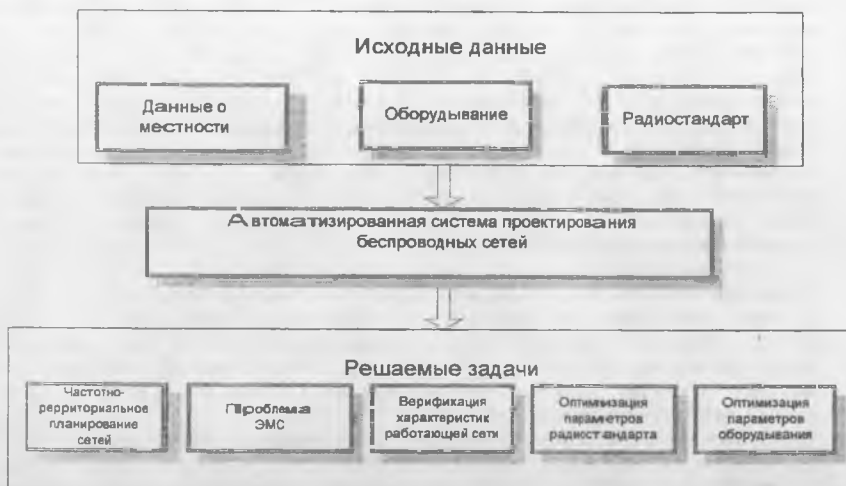 Исходные данные
Данные о
местности
Оборудывание
Радиостандарт
Автоматизированная система проектирования
беспроводных сетей
Решаемые задачи
Частотно-
рерриториальное
планирование
сетей
Проблема
ЭМС
Верификация
характеристик
работающей сети
Оптимизация
параметров
радиостандарта
Оптимизация
параметров
оборудывания